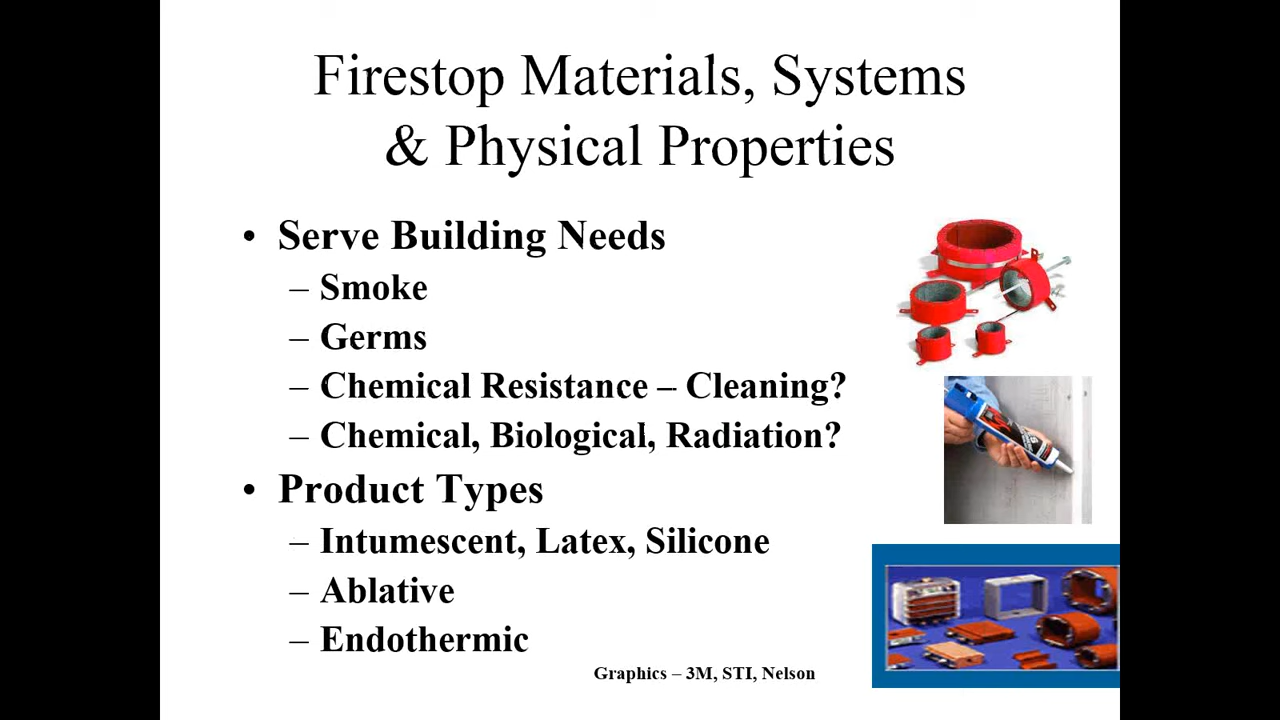 Firestop Materials, Systems
& Physical Properties
• Serve Building Needs
– Smoke
– Germs
– Chemical Resistance – Cleaning?
– Chemical, Biological, Radiation?
• Product Types
– Intumescent, Latex, Silicone
– Ablative
– Endothermic
Graphics – 3M, STI, Nelson